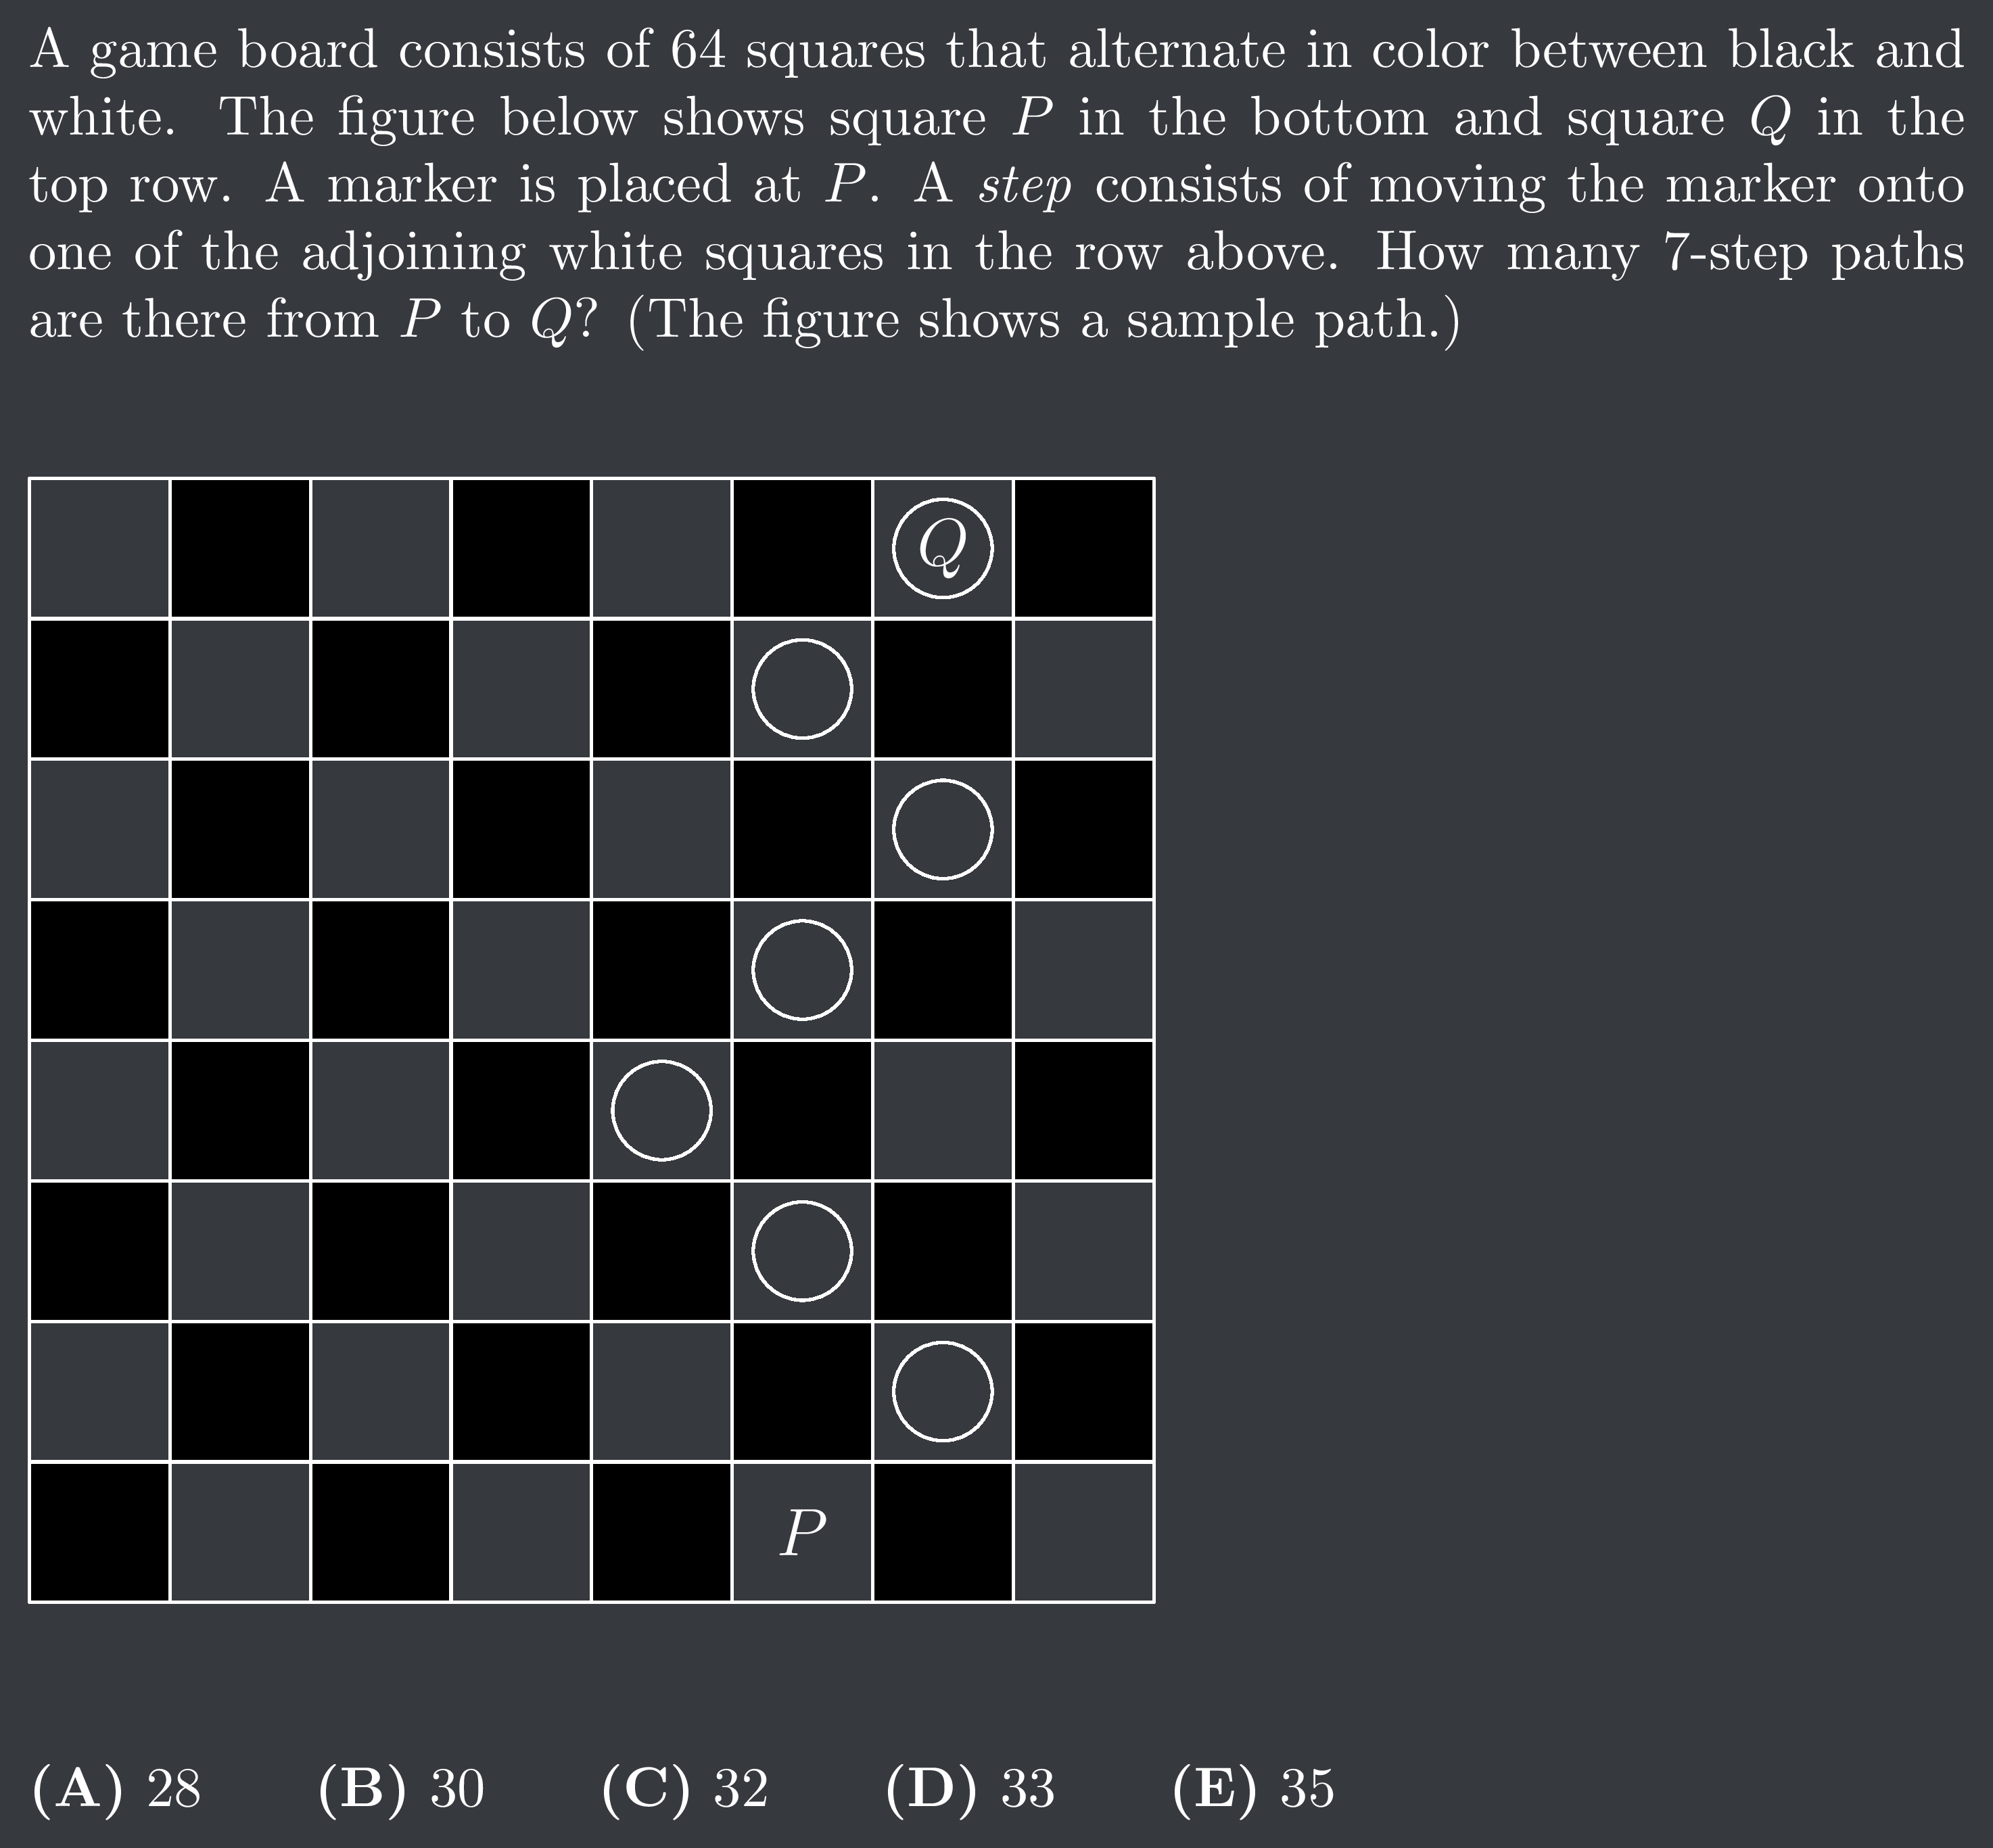 A game board consists of 64 squares that alternate in color between black and
white. The figure below shows square P in the bottom and square Q in the
top row. A marker is placed at P. A step consists of moving the marker onto
one of the adjoining white squares in the row above. How many 7-step paths
are there from P to Q? (The figure shows a sample path.)
Q
P
(A) 28 (B) 30 (C) 32 (D) 33 (E) 35